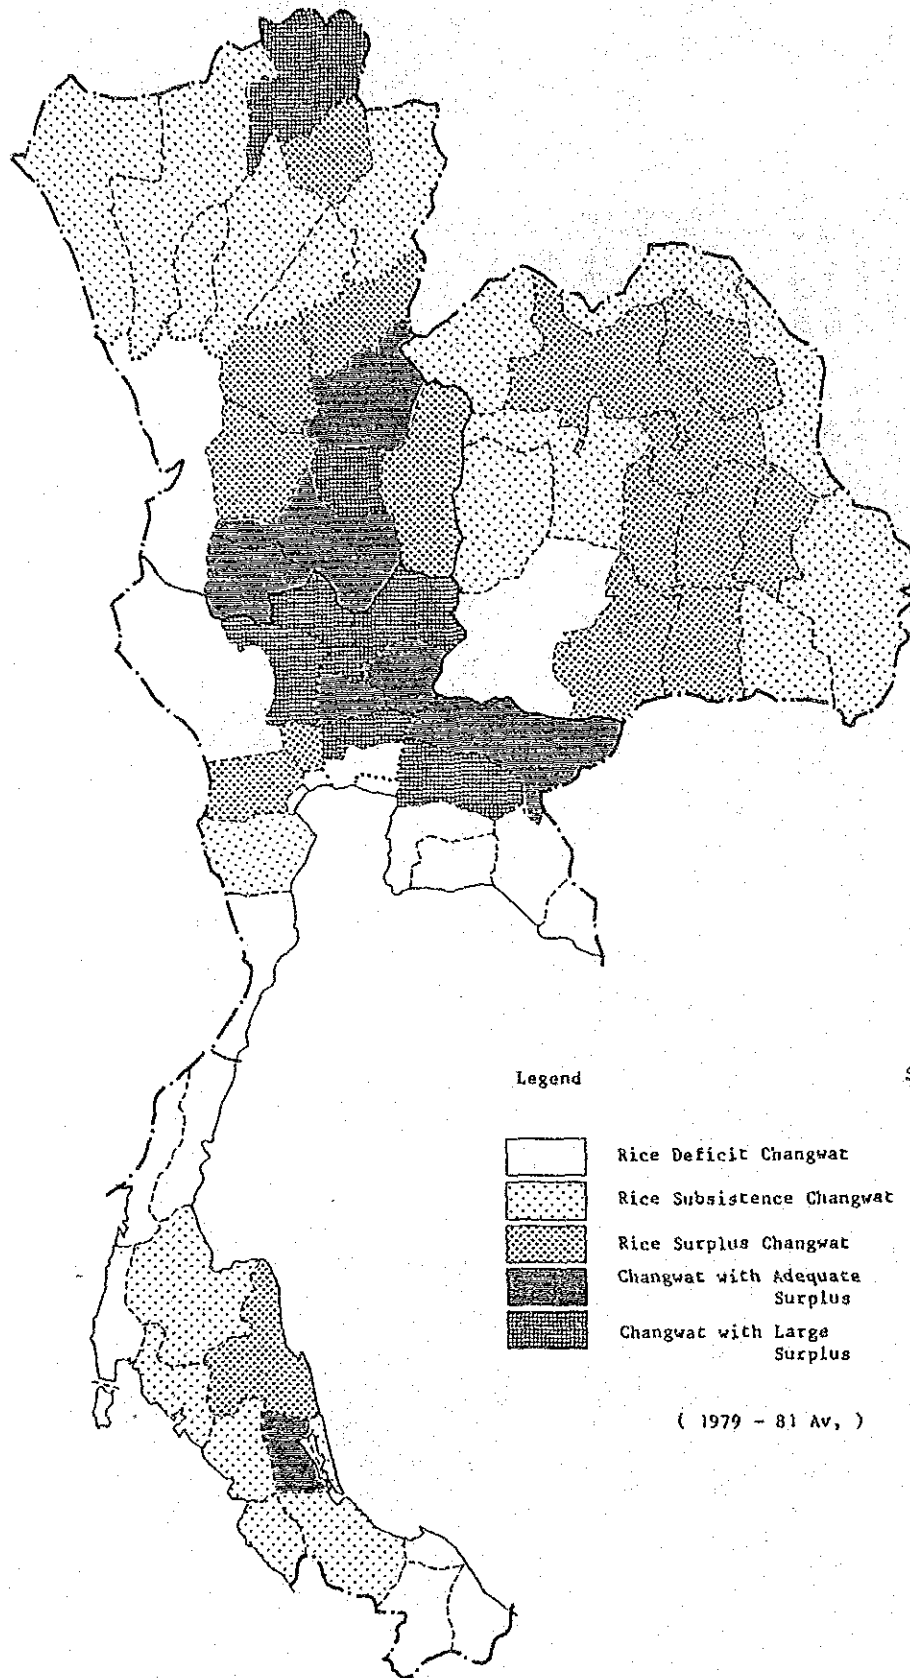 Legend
Rice Deficit Changwat
Rice Subsistence Changwat
Rice Surplus Changwat
Changwat with Adequate
Surplus
Changwat with Large
Surplus
( 1979 - 81 Av, )